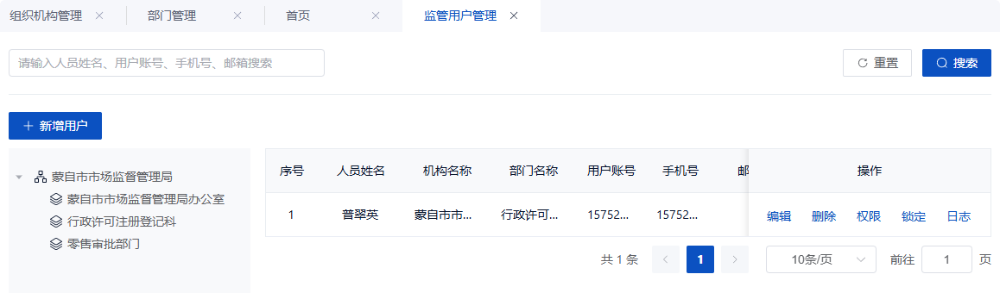 组织机构管理 部门管理 首页 监管用户管理
请输入人员姓名、用户账号、手机号、邮箱搜索 重置 搜索
新增用户
蒙自市市场监督管理局
蒙自市市场监督管理局办公室
行政许可注册登记科
零售审批部门
序号 人员姓名 机构名称 部门名称 用户账号 手机号 邮 操作
1 普翠英 蒙自市市... 行政许可... 15752... 15752... 编辑 删除 权限 锁定 日志
共 1 条 1 10条/页 前往 1 页